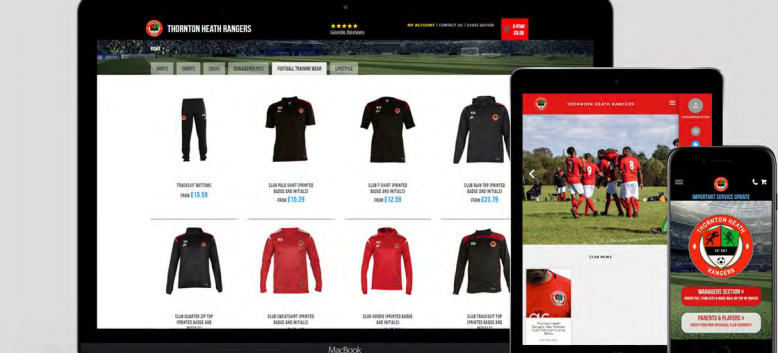 THORNTON HEATH RANGERS
Google Reviews
MY ACCOUNT | CONTACT US | 01943 601930
0 ITEMS
£0.00
HOME
SHIRTS
SHORTS
SOCKS
GOALKEEPER KITS
FOOTBALL TRAINING WEAR
LIFESTYLE
TRACKSUIT BOTTOMS
FROM £15.59
CLUB POLO SHIRT (PRINTED
BADGE AND INITIALS)
FROM £15.29
CLUB T-SHIRT (PRINTED
BADGE AND INITIALS)
FROM £12.59
CLUB RAIN TOP (PRINTED
BADGE AND INITIALS)
FROM £23.79
CLUB QUARTER ZIP TOP
(PRINTED BADGE AND
INITIALS)
CLUB SWEATSHIRT (PRINTED
BADGE AND INITIALS)
CLUB HOODIE (PRINTED BADGE
AND INITIALS)
CLUB TRACKSUIT TOP
(PRINTED BADGE AND
INITIALS)
MacBook
THORNTON HEATH RANGERS
CLUB NEWS
Thornton Heath
IMPORTANT SERVICE UPDATE
THORNTON HEATH
RANGERS
MANAGERS SECTION »
PARENTS & PLAYERS »